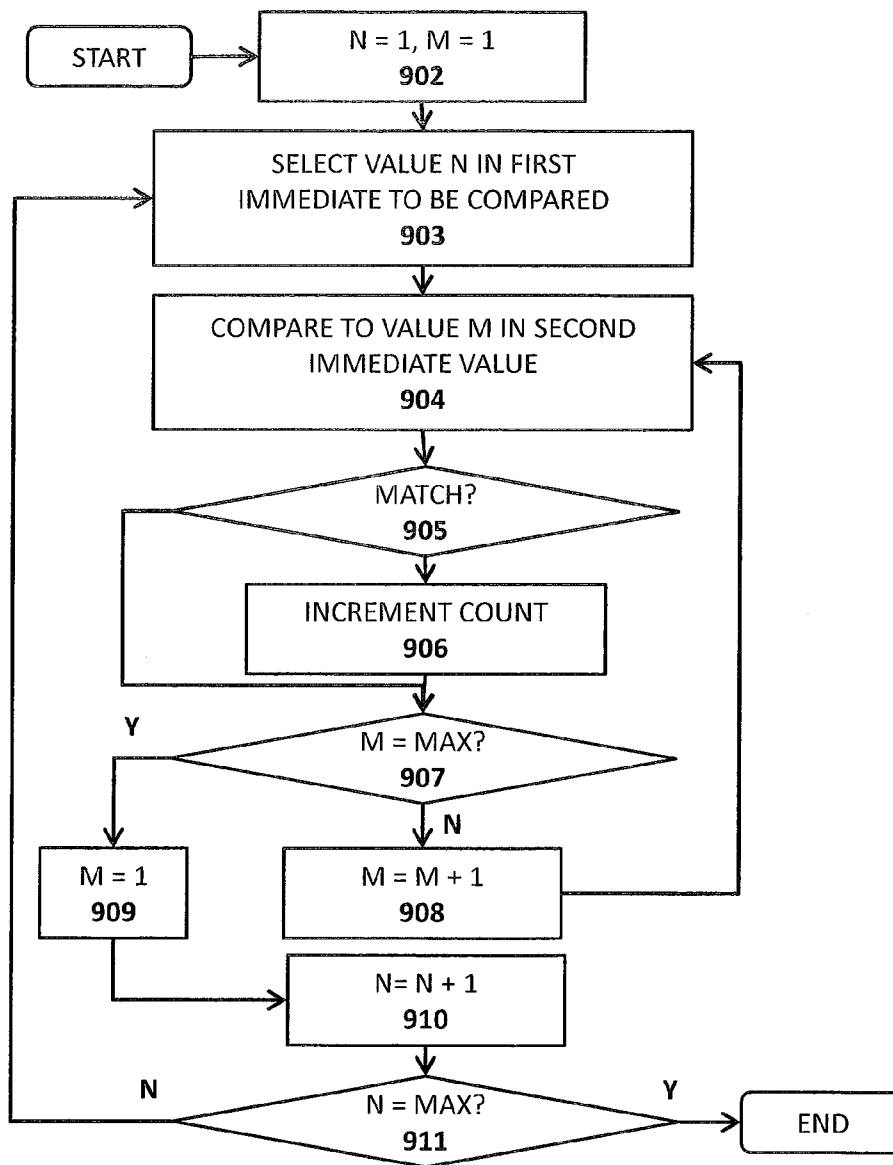 START
N = 1, M = 1
902
SELECT VALUE N IN FIRST
IMMEDIATE TO BE COMPARED
903
COMPARE TO VALUE M IN SECOND
IMMEDIATE VALUE
904
MATCH?
905
INCREMENT COUNT
906
Y
M = MAX?
907
N
M = 1
909
M = M + 1
908
N= N + 1
910
N
N = MAX?
911
Y
END